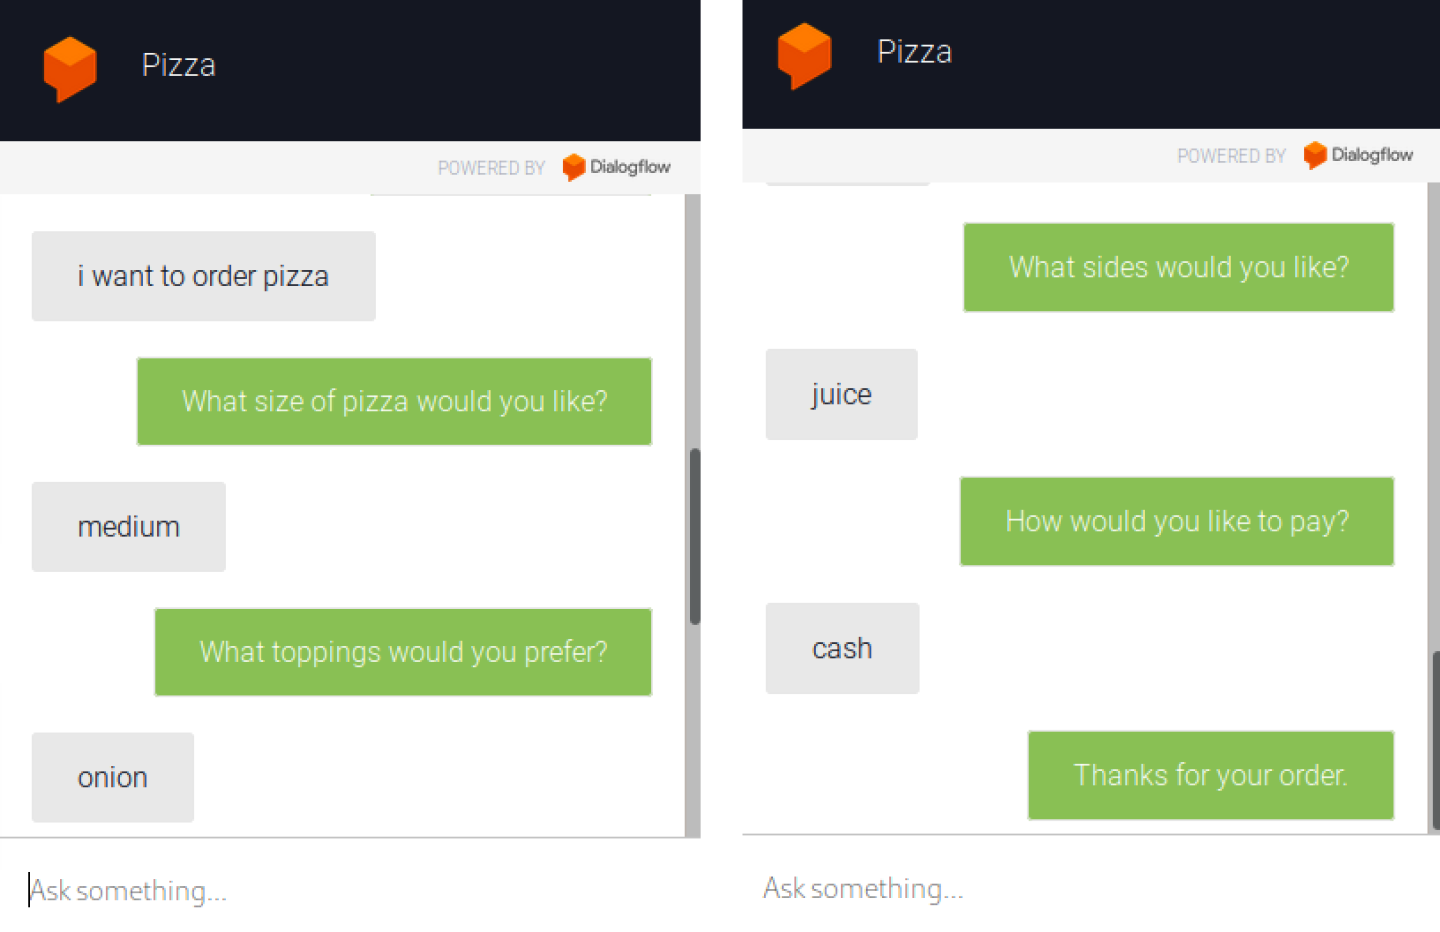 Pizza
POWERED BY Dialogflow
i want to order pizza
What size of pizza would you like?
medium
What toppings would you prefer?
onion
Ask something...
Pizza
POWERED BY Dialogflow
What sides would you like?
juice
How would you like to pay?
cash
Thanks for your order.
Ask something...